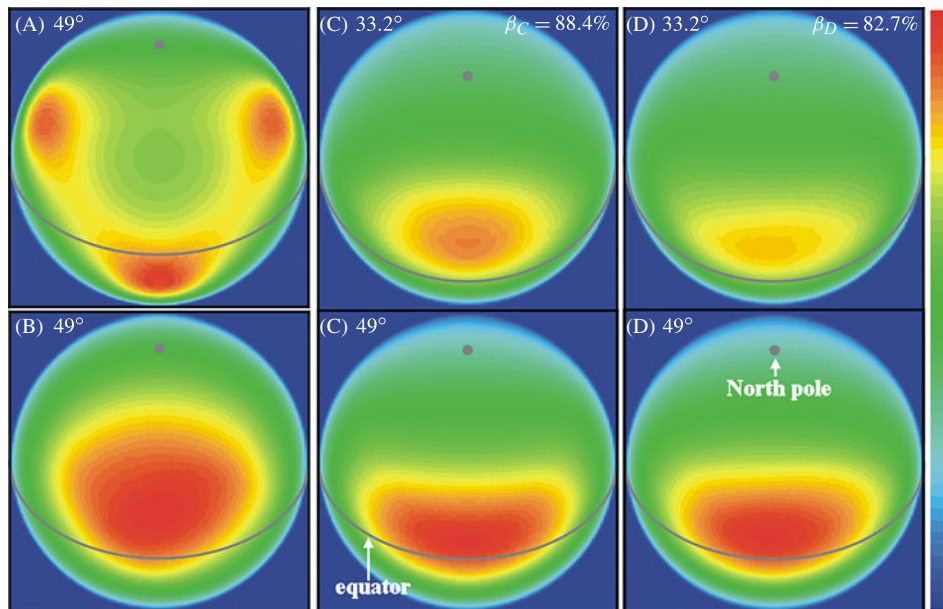 (A) 49°
(C) 33.2° β_C = 88.4%
(D) 33.2° β_D = 82.7%
(B) 49°
(C) 49°
(D) 49°
North pole
equator